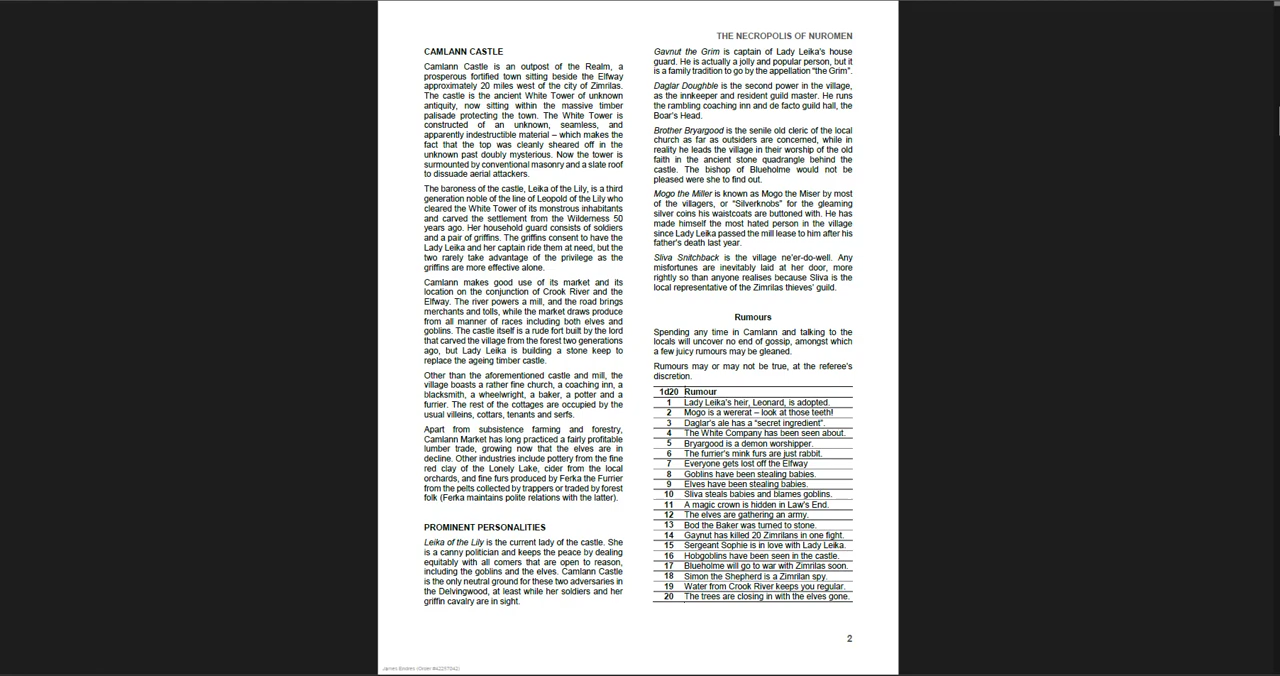 THE NECROPOLIS OF NUROMEN
CAMLANN CASTLE
Camlann Castle is an outpost of the Realm, a
prosperous fortified town sitting beside the Elfway
approximately 20 miles west of the city of Zimrilas.
The castle is the ancient White Tower of unknown
antiquity, now sitting within the massive timber
palisade protecting the town. The White Tower is
constructed of an unknown, seamless, and
apparently indestructible material – which makes the
fact that the top was cleanly sheared off in the
unknown past doubly mysterious. Now the tower is
surmounted by conventional masonry and a slate roof
to dissuade aerial attackers.
The baroness of the castle, Leika of the Lily, is a third
generation noble of the line of Leopold of the Lily who
cleared the White Tower of its monstrous inhabitants
and carved the settlement from the Wilderness 50
years ago. Her household guard consists of soldiers
and a pair of griffins. The griffins consent to have the
Lady Leika and her captain ride them at need, but the
two rarely take advantage of the privilege as the
griffins are more effective alone.
Camlann makes good use of its market and its
location on the conjunction of Crook River and the
Elfway. The river powers a mill, and the road brings
merchants and tolls, while the market draws produce
from all manner of races including both elves and
goblins. The castle itself is a rude fort built by the lord
that carved the village from the forest two generations
ago, but Lady Leika is building a stone keep to
replace the ageing timber castle.
Other than the aforementioned castle and mill, the
village boasts a rather fine church, a coaching inn, a
blacksmith, a wheelwright, a baker, a potter and a
furrier. The rest of the cottages are occupied by the
usual villeins, cottars, tenants and serfs.
Apart from subsistence farming and forestry,
Camlann Market has long practiced a fairly profitable
lumber trade, growing now that the elves are in
decline. Other industries include pottery from the fine
red clay of the Lonely Lake, cider from the local
orchards, and fine furs produced by Ferka the Furrier
from the pelts collected by trappers or traded by forest
folk (Ferka maintains polite relations with the latter).
PROMINENT PERSONALITIES
Leika of the Lily is the current lady of the castle. She
is a canny politician and keeps the peace by dealing
equitably with all comers that are open to reason,
including the goblins and the elves. Camlann Castle
is the only neutral ground for these two adversaries in
the Delvingwood, at least while her soldiers and her
griffin cavalry are in sight.
Gavnut the Grim is captain of Lady Leika's house
guard. He is actually a jolly and popular person, but it
is a family tradition to go by the appellation "the Grim".
Daglar Doughble is the second power in the village,
as the innkeeper and resident guild master. He runs
the rambling coaching inn and de facto guild hall, the
Boar's Head.
Brother Bryargood is the senile old cleric of the local
church as far as outsiders are concerned, while in
reality he leads the village in their worship of the old
faith in the ancient stone quadrangle behind the
castle. The bishop of Blueholme would not be
pleased were she to find out.
Mogo the Miller is known as Mogo the Miser by most
of the villagers, or "Silverknobs" for the gleaming
silver coins his waistcoats are buttoned with. He has
made himself the most hated person in the village
since Lady Leika passed the mill lease to him after his
father's death last year.
Sliva Snitchback is the village ne'er-do-well. Any
misfortunes are inevitably laid at her door, more
rightly so than anyone realises because Sliva is the
local representative of the Zimrilas thieves' guild.
Rumours
Spending any time in Camlann and talking to the
locals will uncover no end of gossip, amongst which
a few juicy rumours may be gleaned.
Rumours may or may not be true, at the referee's
discretion.
1d20 Rumour
1 Lady Leika's heir, Leonard, is adopted.
2 Mogo is a wererat – look at those teeth!
3 Daglar's ale has a "secret ingredient".
4 The White Company has been seen about.
5 Bryargood is a demon worshipper.
6 The furrier's mink furs are just rabbit.
7 Everyone gets lost off the Elfway
8 Goblins have been stealing babies.
9 Elves have been stealing babies.
10 Sliva steals babies and blames goblins.
11 A magic crown is hidden in Law's End.
12 The elves are gathering an army.
13 Bod the Baker was turned to stone.
14 Gaynut has killed 20 Zimrilans in one fight.
15 Sergeant Sophie is in love with Lady Leika.
16 Hobgoblins have been seen in the castle.
17 Blueholme will go to war with Zimrilas soon.
18 Simon the Shepherd is a Zimrilan spy.
19 Water from Crook River keeps you regular.
20 The trees are closing in with the elves gone.
2